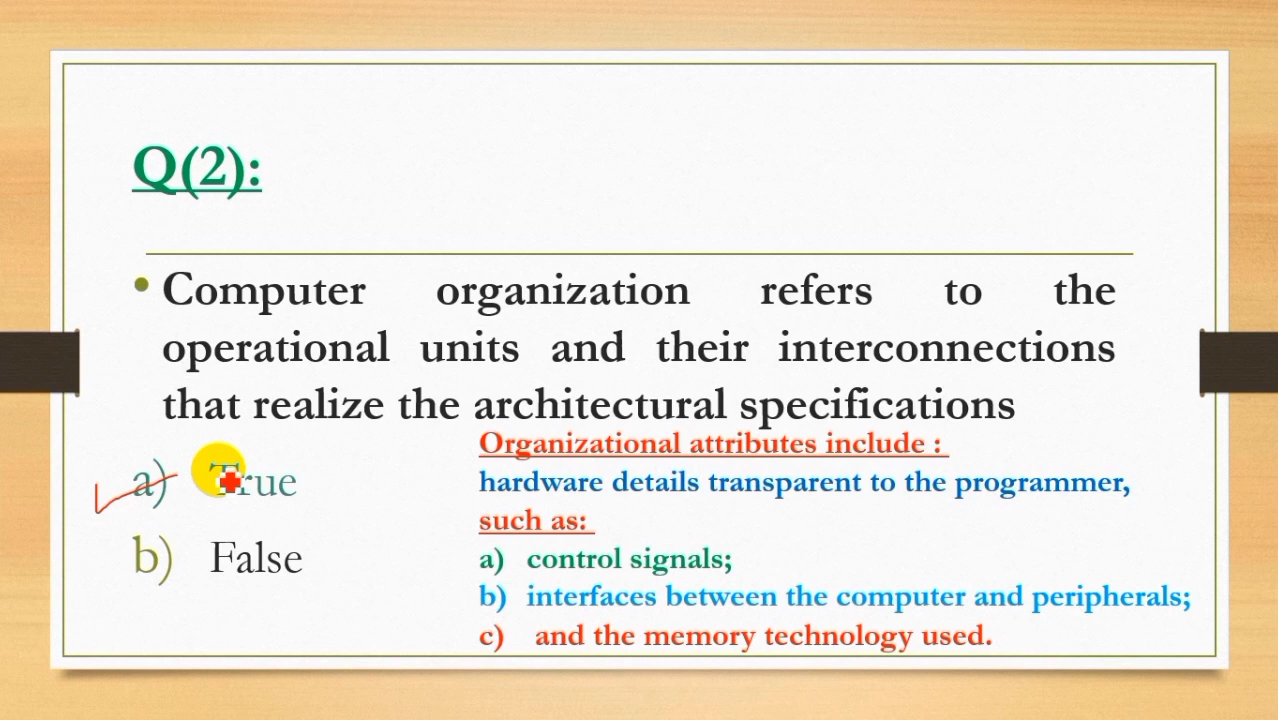 Q(2):
• Computer organization refers to the
operational units and their interconnections
that realize the architectural specifications
a) True
b) False
Organizational attributes include :
hardware details transparent to the programmer,
such as:
a) control signals;
b) interfaces between the computer and peripherals;
c) and the memory technology used.